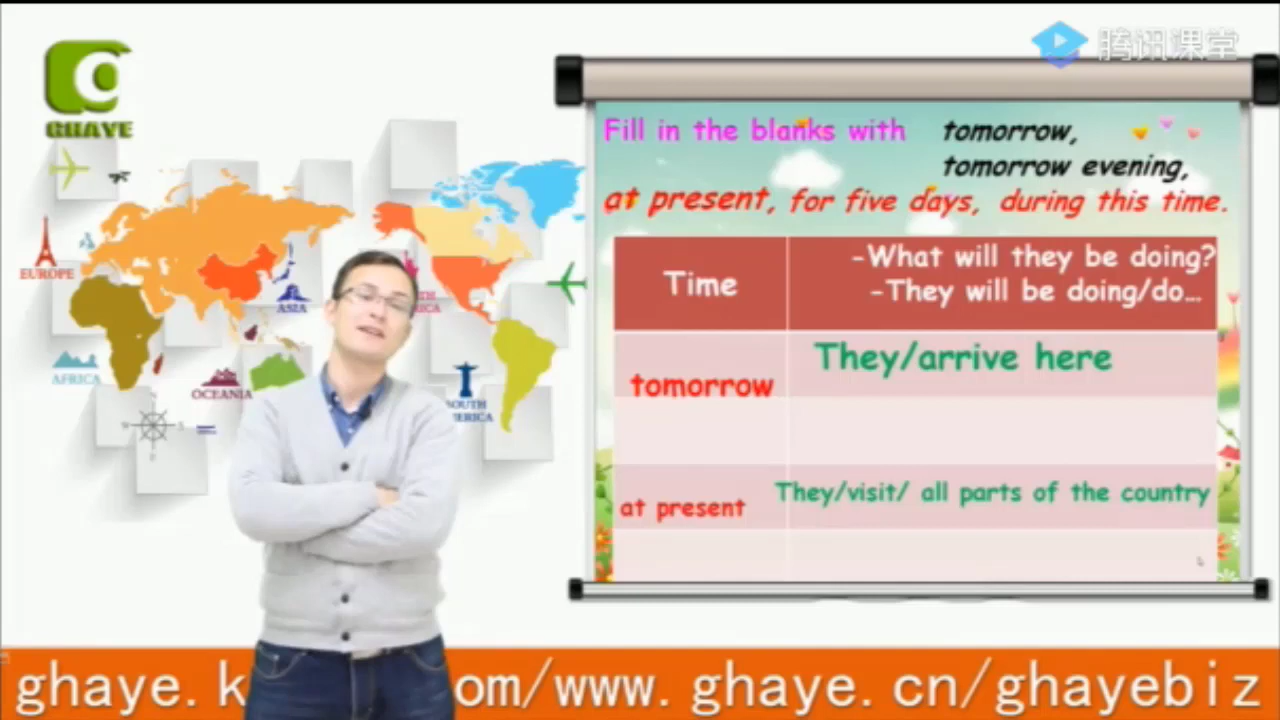 腾讯课堂
GHAYE
Fill in the blanks with tomorrow,
tomorrow evening,
at present, for five days, during this time.
EUROPE
ASIA
AFRICA
OCEANIA
SOUTH
Time
-What will they be doing?
-They will be doing/do...
tomorrow
They/arrive here
at present
They/visit/ all parts of the country
ghaye.k om/www.ghaye.cn/ghayebiz